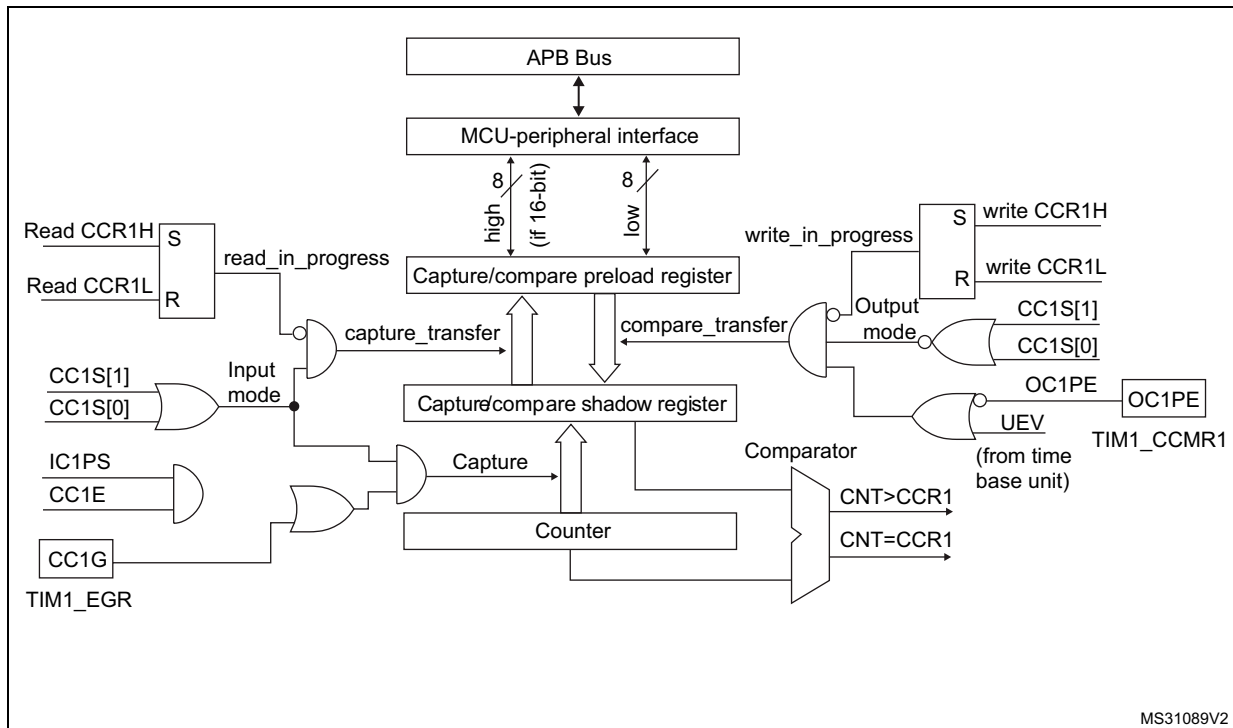 APB Bus
MCU-peripheral interface
8
high
(if 16-bit)
8
low
Read CCR1H
S
read_in_progress
Read CCR1L
R
write_in_progress
S
write CCR1H
R
write CCR1L
Capture/compare preload register
capture_transfer
compare_transfer
Output
mode
CC1S[1]
CC1S[0]
CC1S[1]
CC1S[0]
Input
mode
Capture/compare shadow register
OC1PE
OC1PE
UEV
TIM1_CCMR1
(from time
base unit)
IC1PS
CC1E
Capture
Comparator
CNT>CCR1
Counter
CNT=CCR1
CC1G
TIM1_EGR
MS31089V2